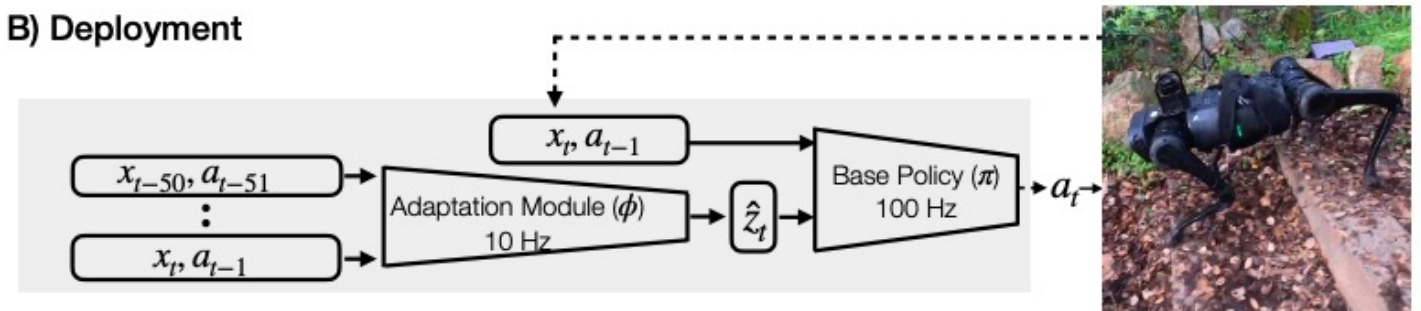 B) Deployment
x_t, a_{t-1}
x_{t-50}, a_{t-51}
⋮
x_t, a_{t-1}
Adaptation Module (ϕ)
10 Hz
ẑ_t
Base Policy (π)
100 Hz
a_t